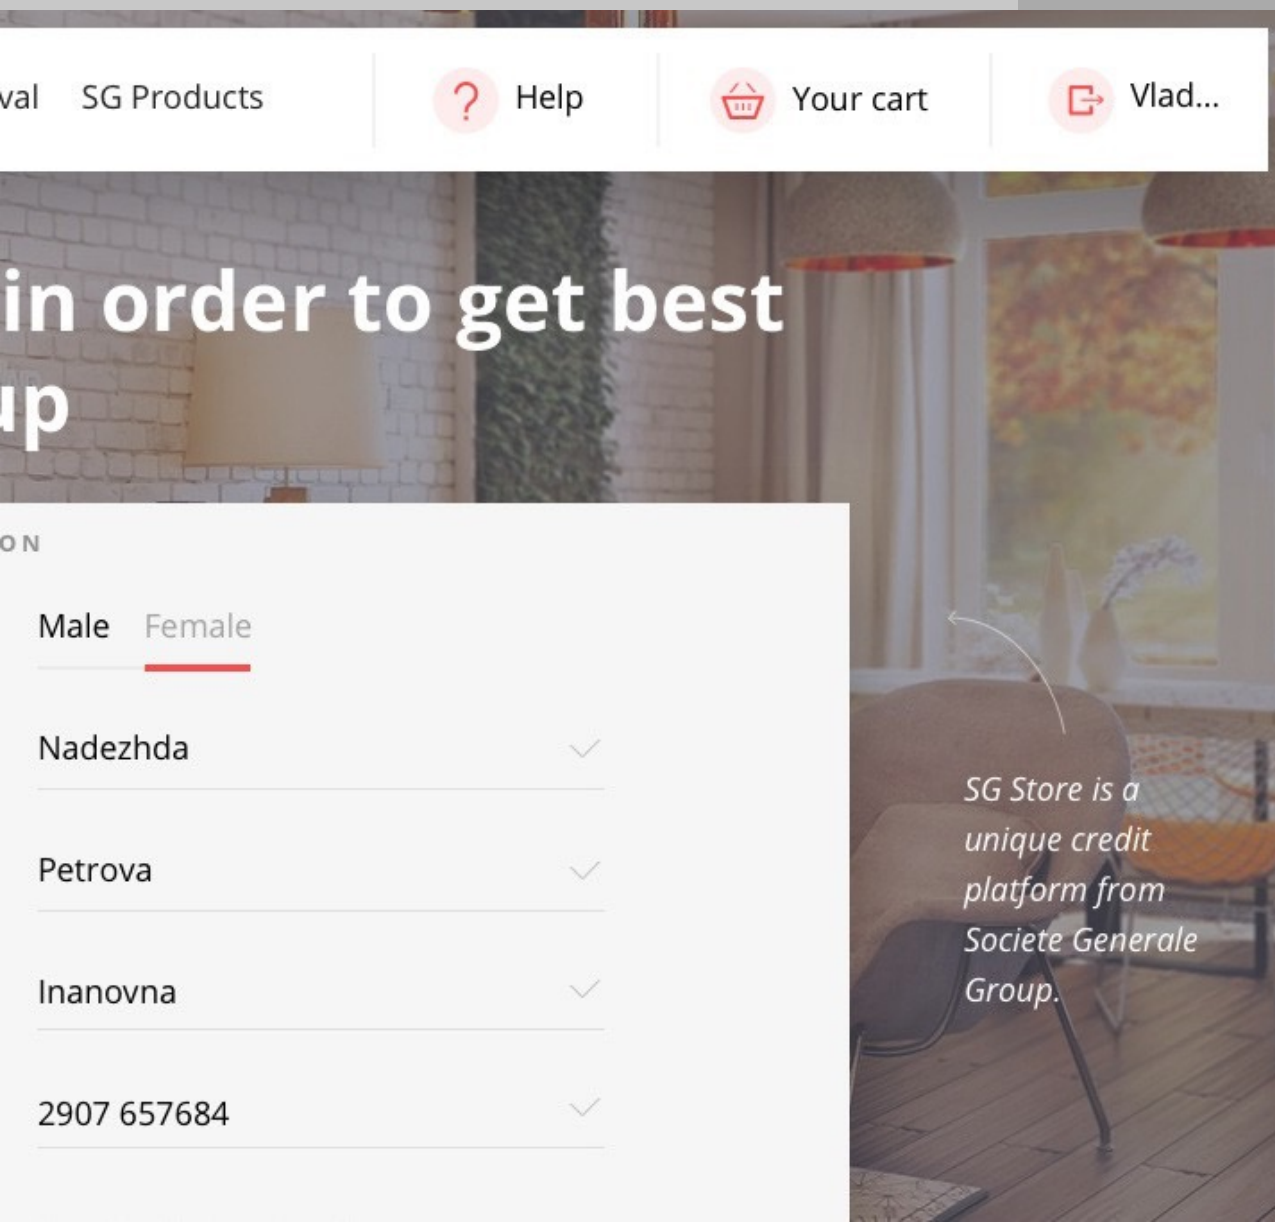 val SG Products Help Your cart Vlad...
in order to get best
up
ON
Male Female
Nadezhda
Petrova
Inanovna
2907 657684
SG Store is a
unique credit
platform from
Societe Generale
Group.